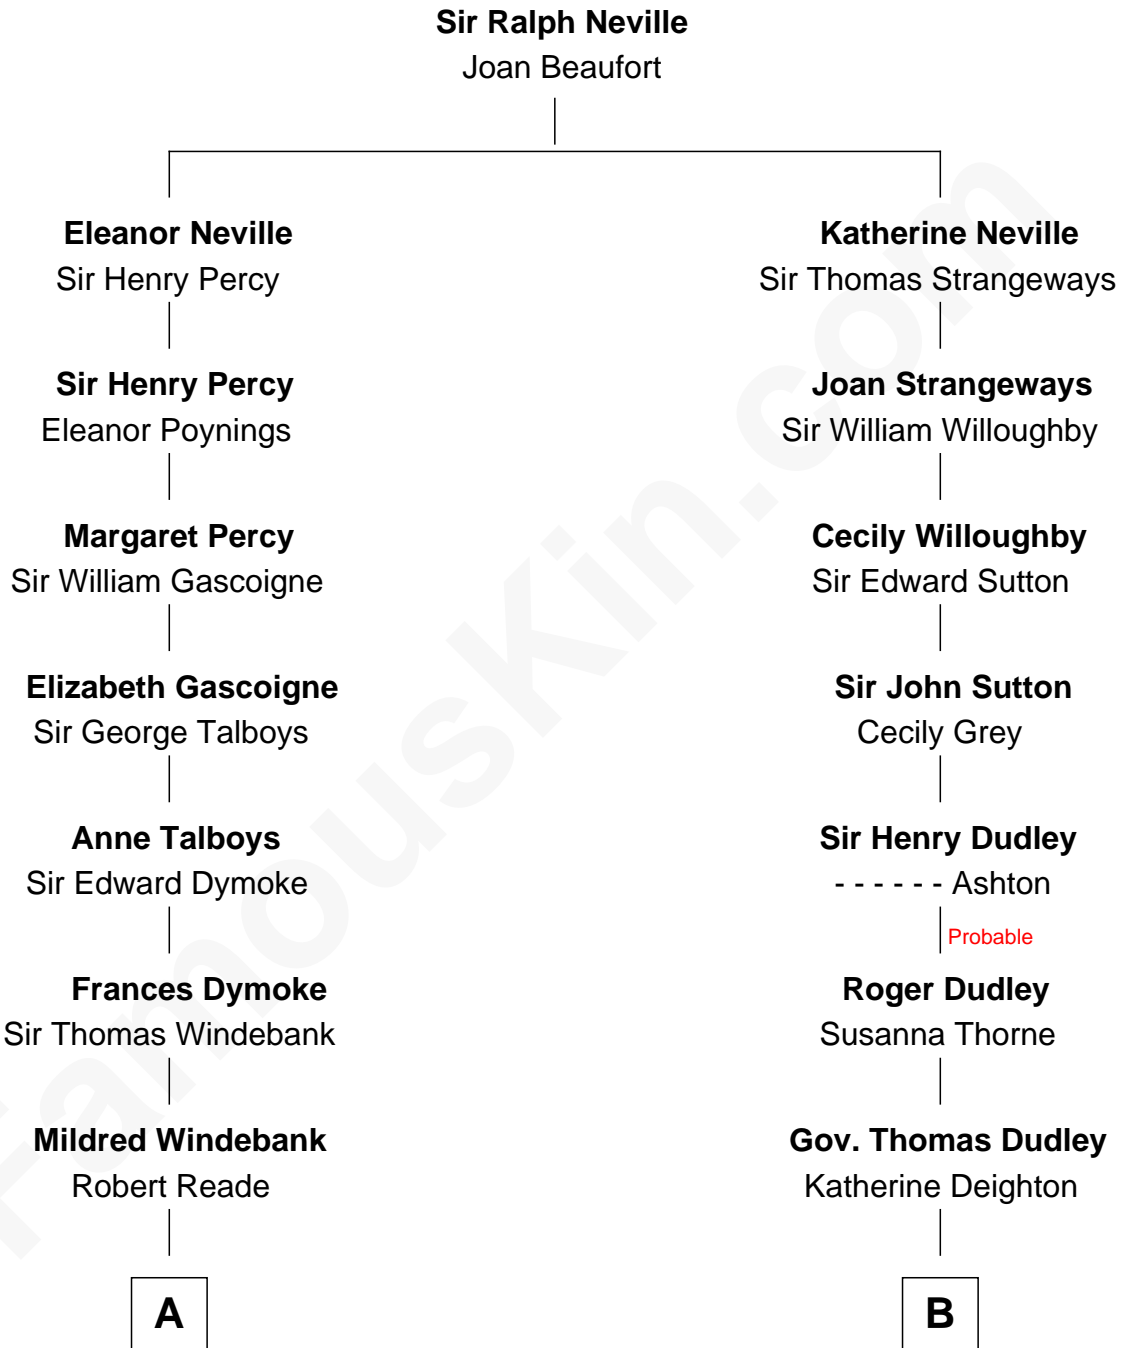 Sir Ralph Neville
Joan Beaufort
Eleanor Neville
Sir Henry Percy
Katherine Neville
Sir Thomas Strangeways
Sir Henry Percy
Eleanor Poynings
Joan Strangeways
Sir William Willoughby
Margaret Percy
Sir William Gascoigne
Cecily Willoughby
Sir Edward Sutton
Elizabeth Gascoigne
Sir George Talboys
Sir John Sutton
Cecily Grey
Anne Talboys
Sir Edward Dymoke
Sir Henry Dudley
- - - - - - Ashton
Probable
Frances Dymoke
Sir Thomas Windebank
Roger Dudley
Susanna Thorne
Mildred Windebank
Robert Reade
Gov. Thomas Dudley
Katherine Deighton
A
B
FamousKin.com